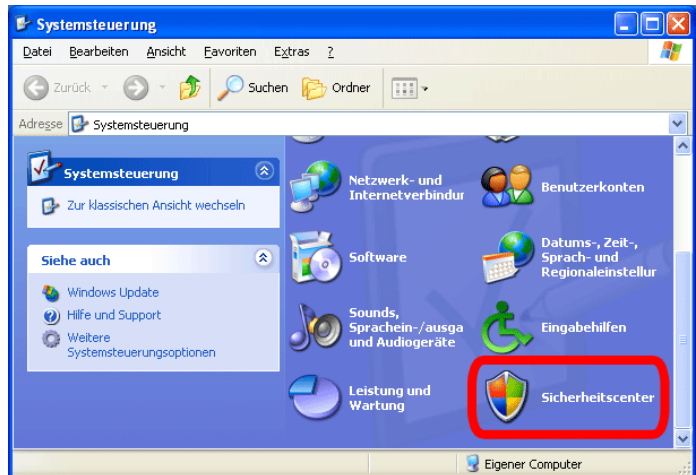 Systemsteuerung
Datei Bearbeiten Ansicht Favoriten Extras ?
Zurück Suchen Ordner
Adresse Systemsteuerung
Systemsteuerung
Zur klassischen Ansicht wechseln
Siehe auch
Windows Update
Hilfe und Support
Weitere
Systemsteuerungsoptionen
Netzwerk- und
Internetverbindur
Benutzerkonten
Software
Datums-, Zeit-,
Sprach- und
Regionaleinstellur
Sounds,
Sprachein-/ausga
und Audiogeräte
Eingabehilfen
Leistung und
Wartung
Sicherheitscenter
Eigener Computer